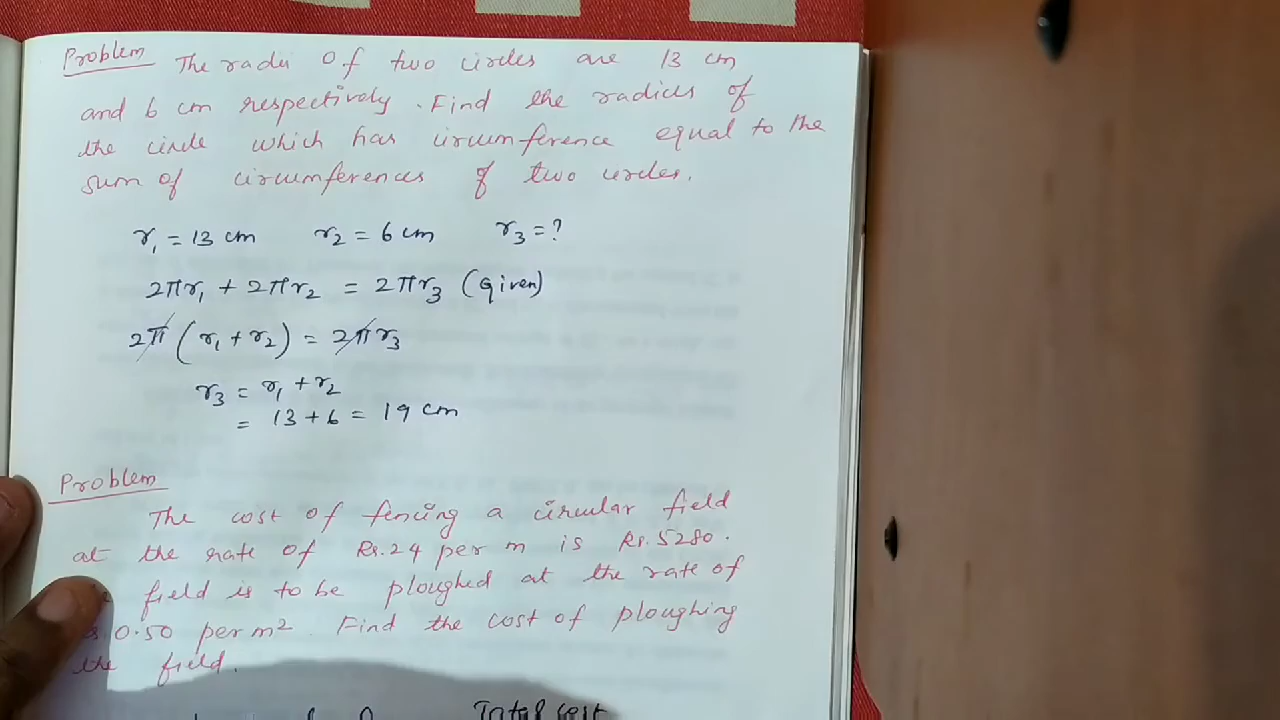 Problem The radii of two circles are 13 cm
and 6 cm respectively. Find the radius of
the circle which has circumference equal to the
sum of circumferences of two circles.
r₁ = 13 cm r₂ = 6 cm r₃ = ?
2πr₁ + 2πr₂ = 2πr₃ (Given)
2π (r₁ + r₂) = 2πr₃
r₃ = r₁ + r₂
= 13 + 6 = 19 cm
Problem
The cost of fencing a circular field
at the rate of Rs. 24 per m is Rs. 5280.
field is to be ploughed at the rate of
0.50 per m² Find the cost of ploughing
the field.
Total cost